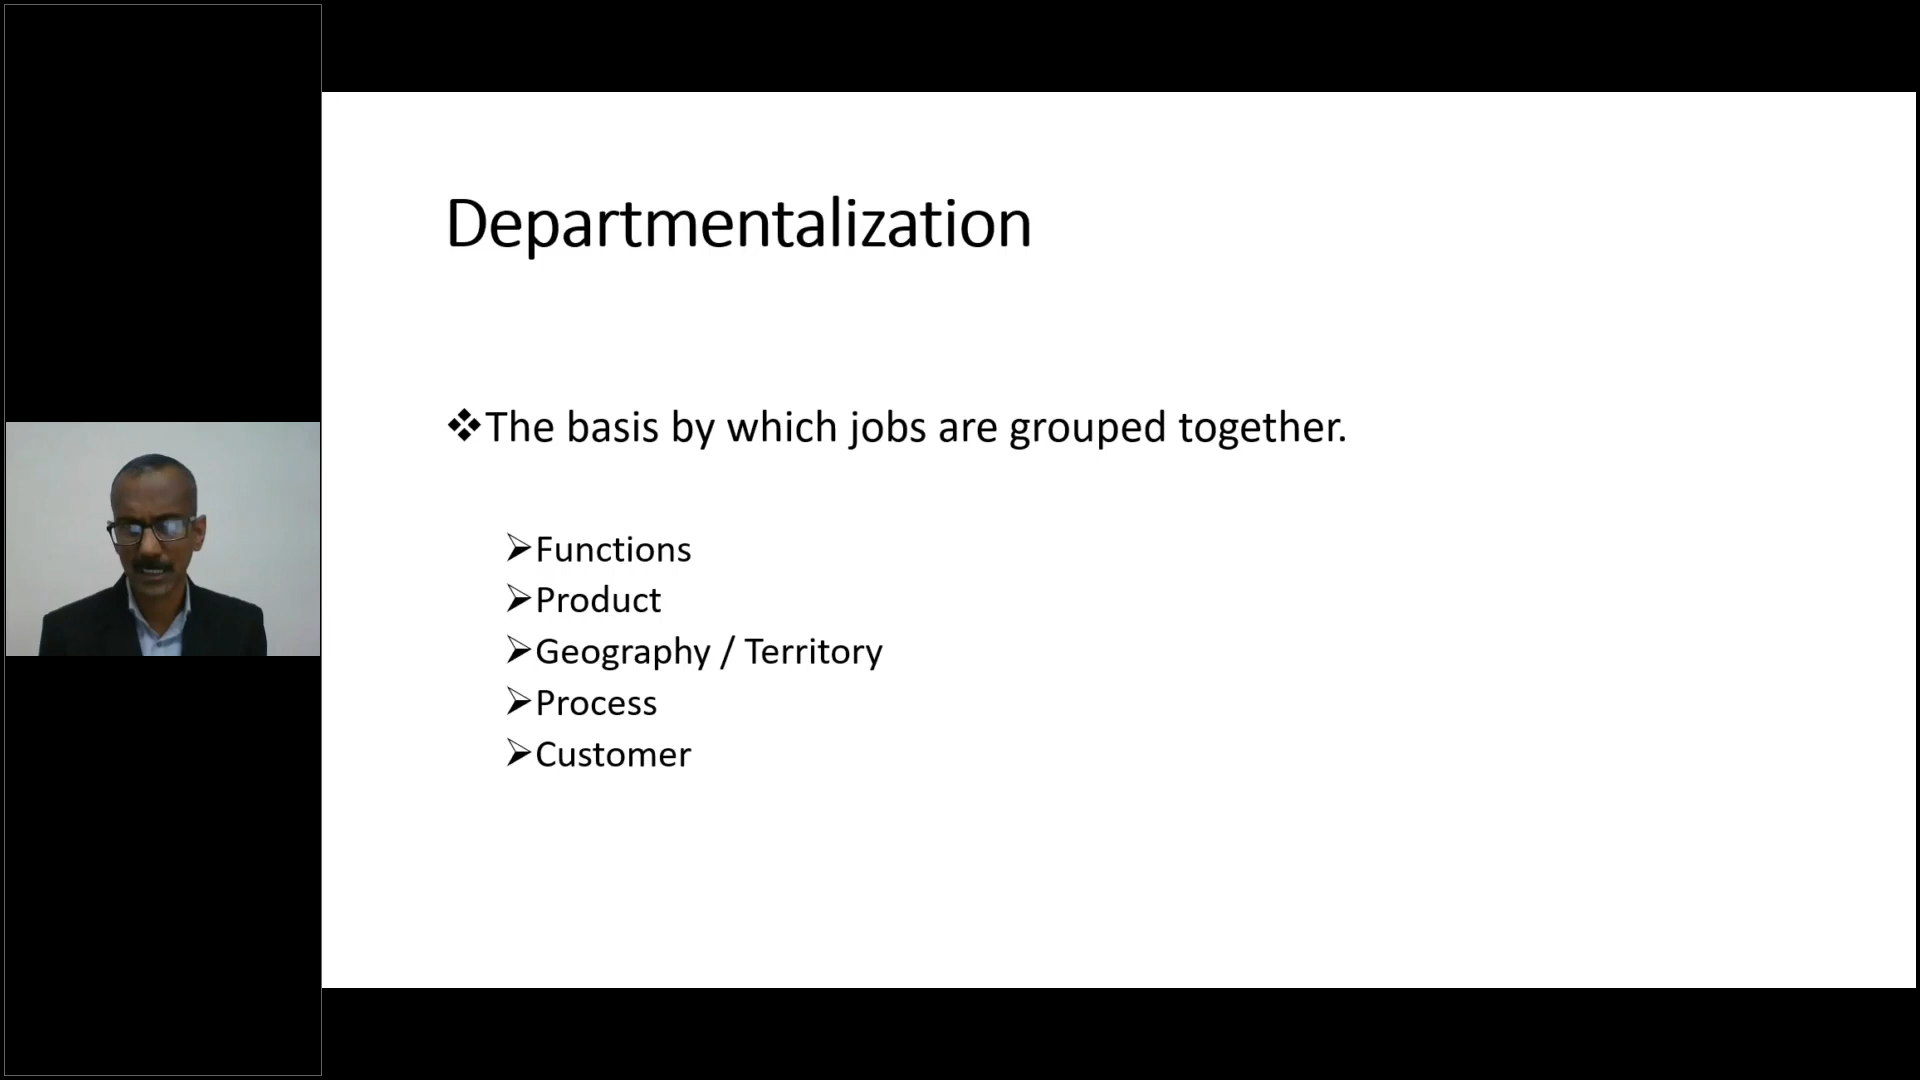 Departmentalization
❖The basis by which jobs are grouped together.
➢Functions
➢Product
➢Geography / Territory
➢Process
➢Customer